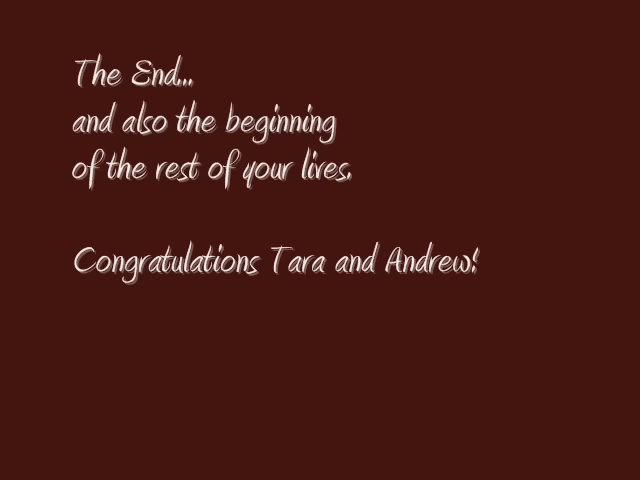 The End...
and also the beginning
of the rest of your lives.
Congratulations Tara and Andrew!